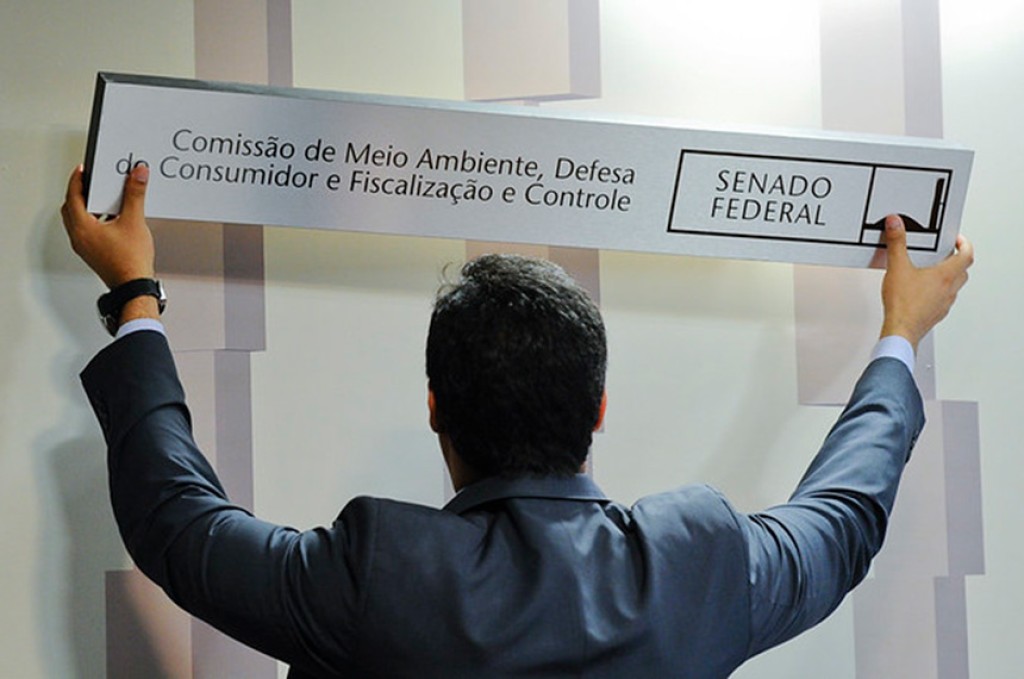 Comissão de Meio Ambiente, Defesa
do Consumidor e Fiscalização e Controle
SENADO
FEDERAL